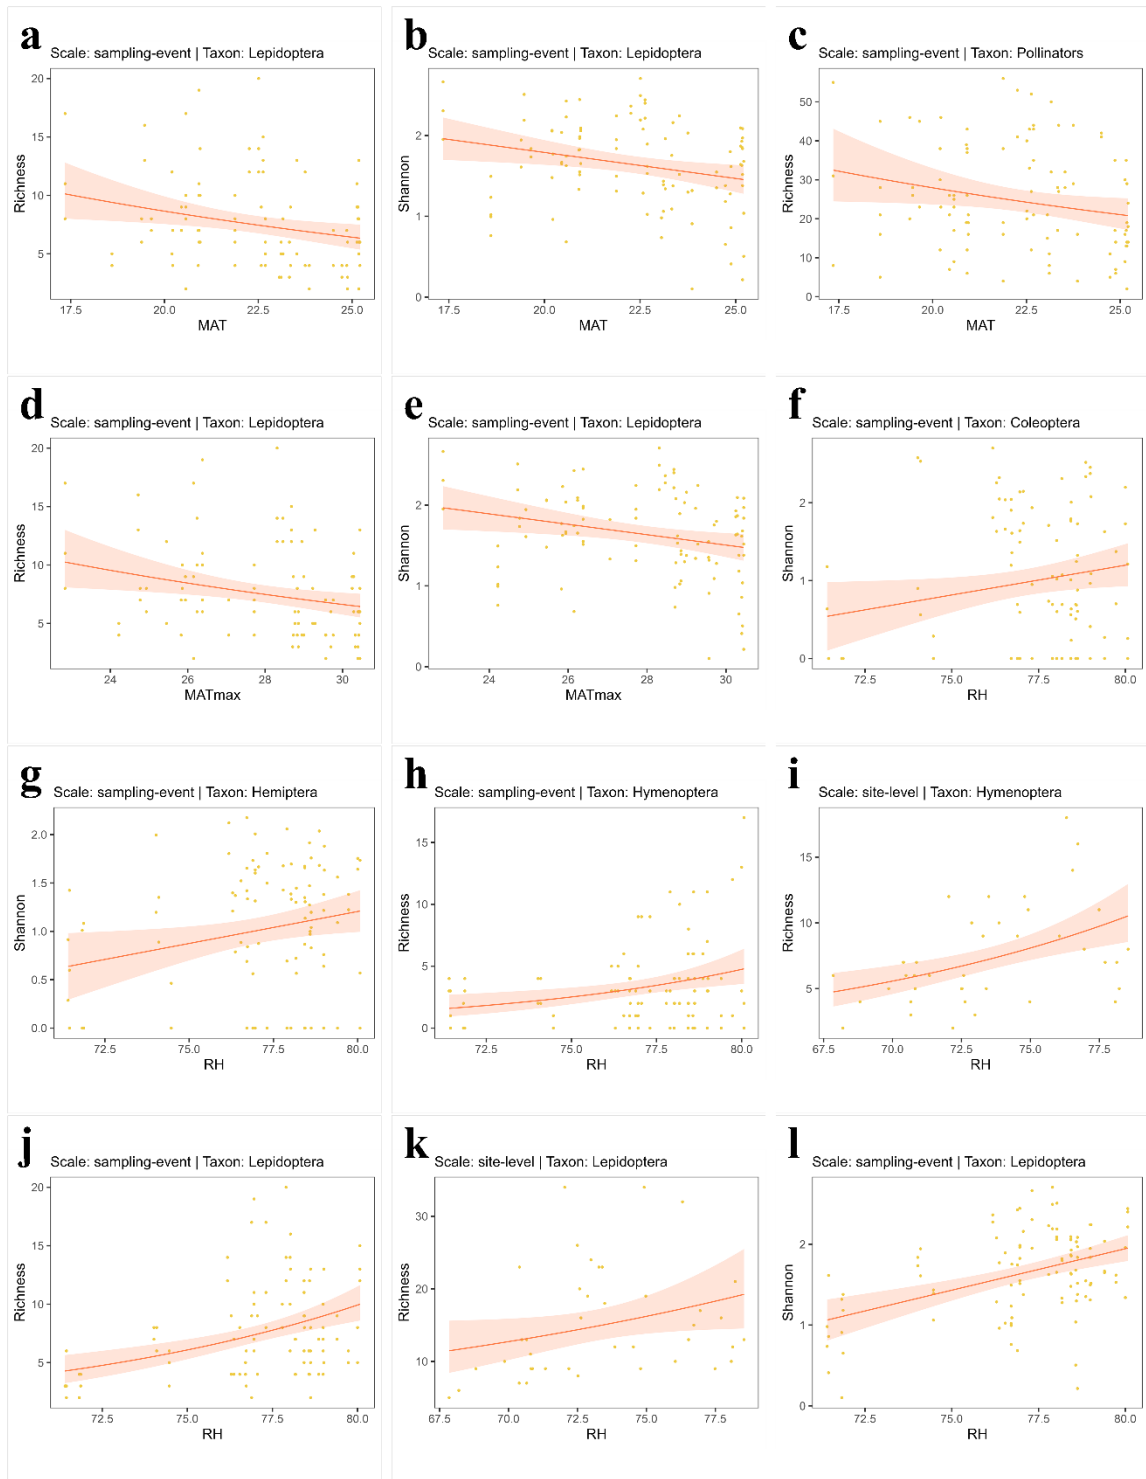 a
Scale: sampling-event | Taxon: Lepidoptera
20
15
10
5
Richness
17.5 20.0 22.5 25.0
MAT
b
Scale: sampling-event | Taxon: Lepidoptera
2
1
0
Shannon
17.5 20.0 22.5 25.0
MAT
c
Scale: sampling-event | Taxon: Pollinators
50
40
30
20
10
0
Richness
17.5 20.0 22.5 25.0
MAT
d
Scale: sampling-event | Taxon: Lepidoptera
20
15
10
5
Richness
24 26 28 30
MATmax
e
Scale: sampling-event | Taxon: Lepidoptera
2
1
0
Shannon
24 26 28 30
MATmax
f
Scale: sampling-event | Taxon: Coleoptera
2
1
0
Shannon
72.5 75.0 77.5 80.0
RH
g
Scale: sampling-event | Taxon: Hemiptera
2.0
1.5
1.0
0.5
0.0
Shannon
72.5 75.0 77.5 80.0
RH
h
Scale: sampling-event | Taxon: Hymenoptera
15
10
5
0
Richness
72.5 75.0 77.5 80.0
RH
i
Scale: site-level | Taxon: Hymenoptera
15
10
5
Richness
67.5 70.0 72.5 75.0 77.5
RH
j
Scale: sampling-event | Taxon: Lepidoptera
20
15
10
5
Richness
72.5 75.0 77.5 80.0
RH
k
Scale: site-level | Taxon: Lepidoptera
30
20
10
Richness
67.5 70.0 72.5 75.0 77.5
RH
l
Scale: sampling-event | Taxon: Lepidoptera
2
1
0
Shannon
72.5 75.0 77.5 80.0
RH